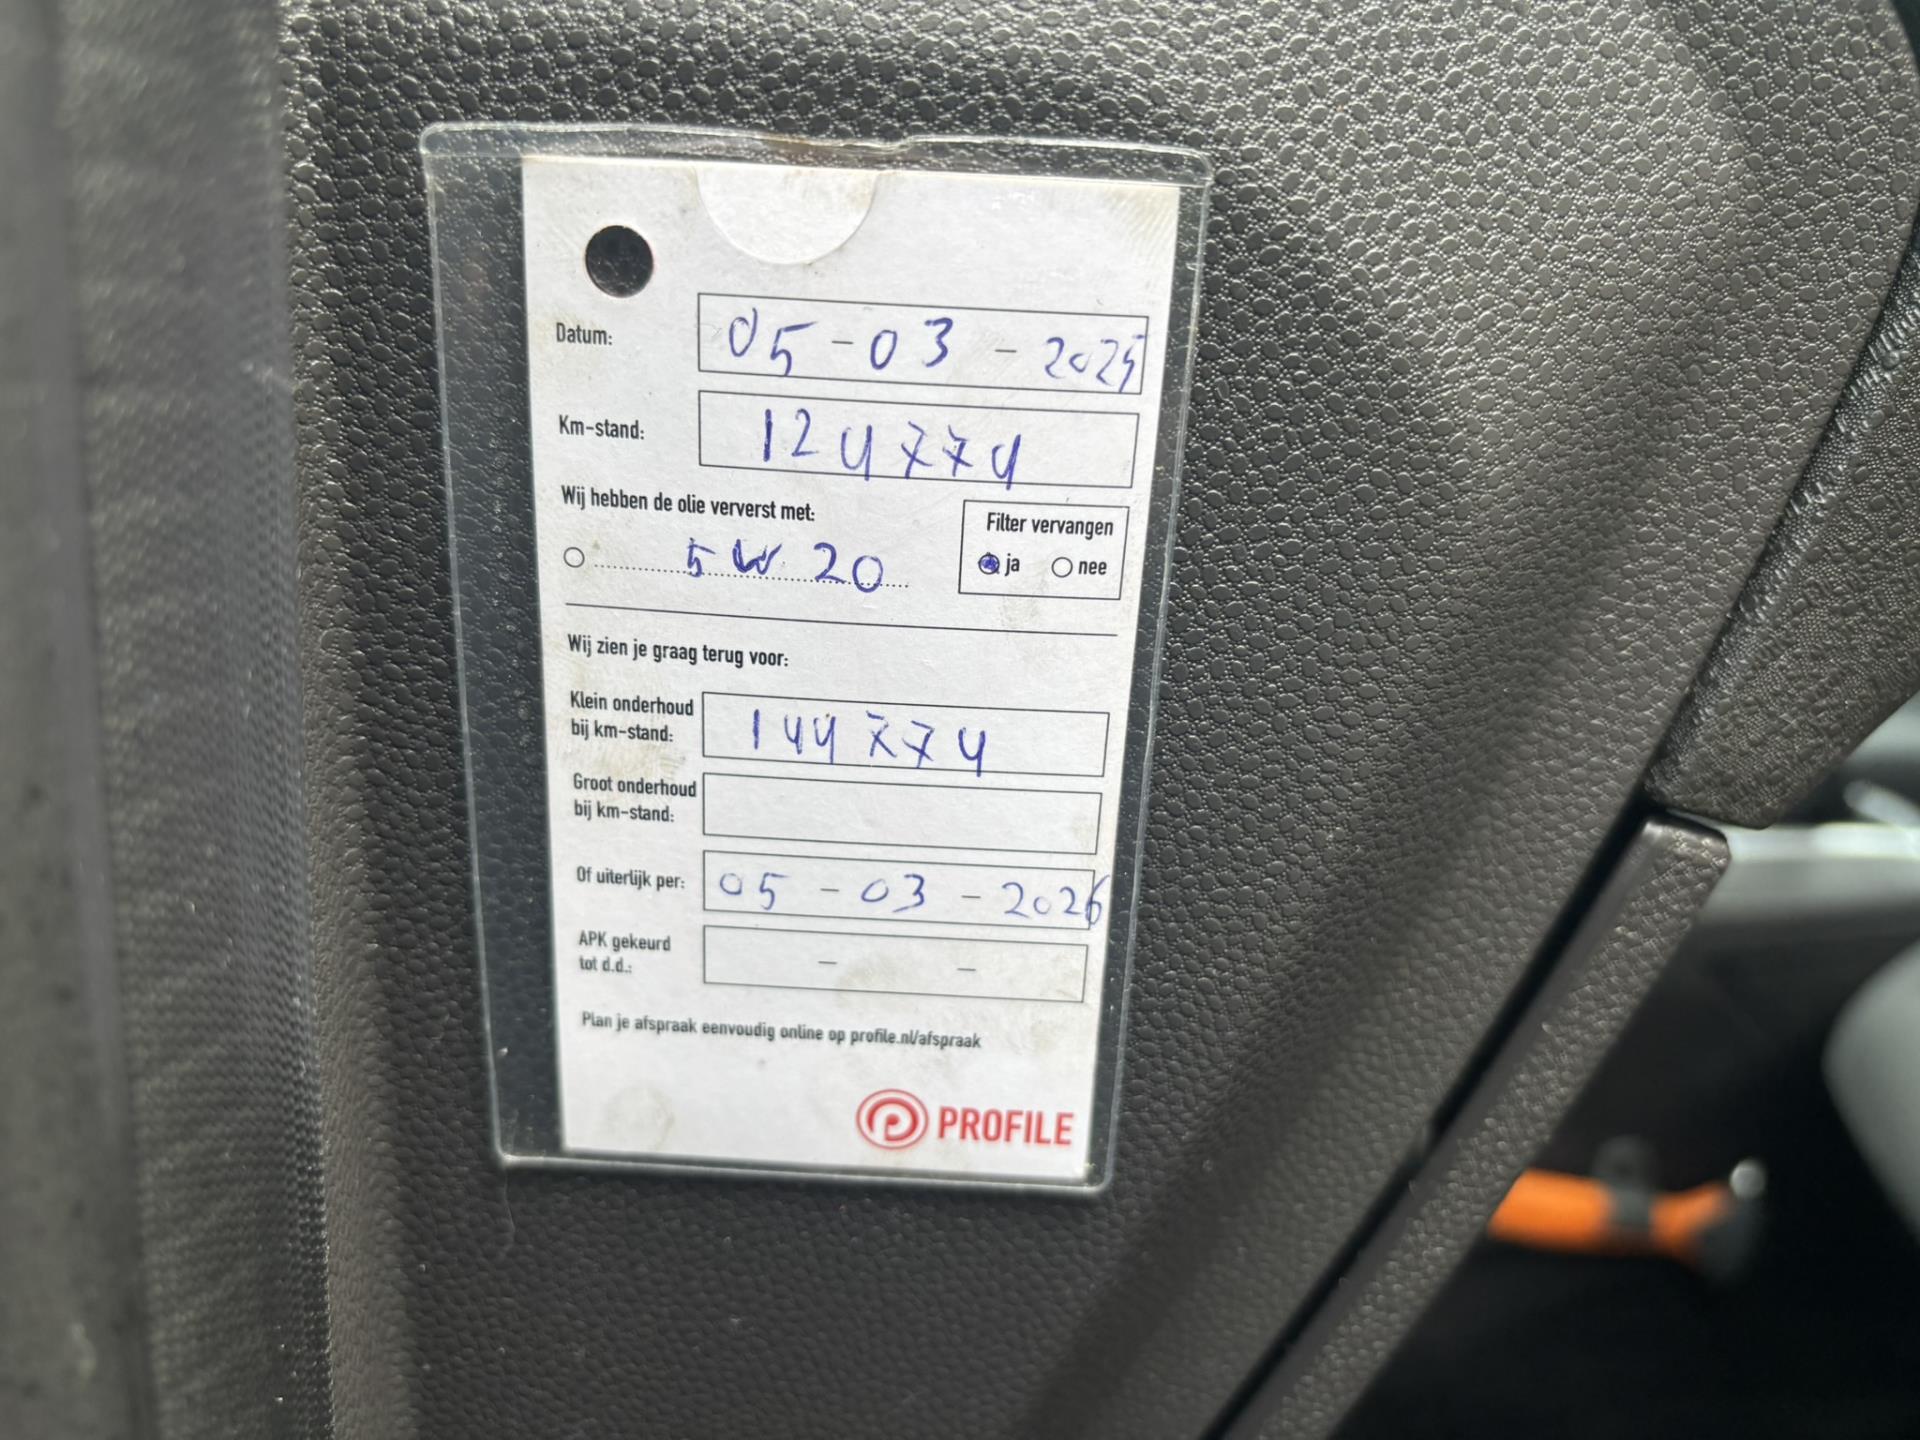 Datum: 05-03-2025
Km-stand: 124774
Wij hebben de olie ververst met:
5W20
Filter vervangen
ja nee
Wij zien je graag terug voor:
Klein onderhoud
bij km-stand: 144774
Groot onderhoud
bij km-stand:
Of uiterlijk per: 05-03-2026
APK gekeurd
tot d.d.: - -
Plan je afspraak eenvoudig online op profile.nl/afspraak
PROFILE